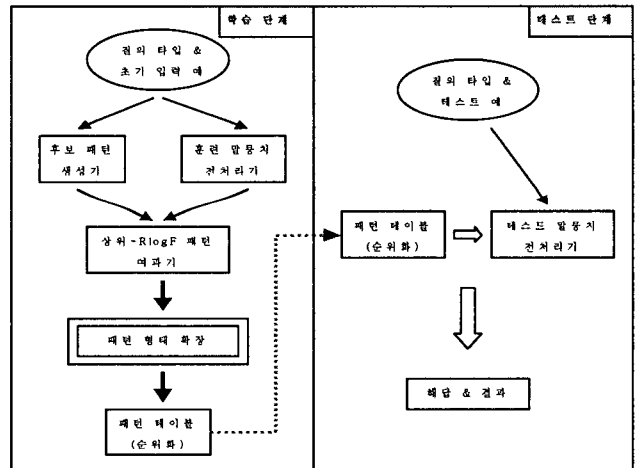 학습 단계
질의 타입 &
초기 입력 예
후보 패턴
생성기
훈련 말뭉치
전처리기
상위-RlogF 패턴
여과기
패턴 형태 확장
패턴 테이블
(순위화)
테스트 단계
질의 타입 &
테스트 예
패턴 테이블
(순위화)
테스트 말뭉치
전처리기
해답 & 결과